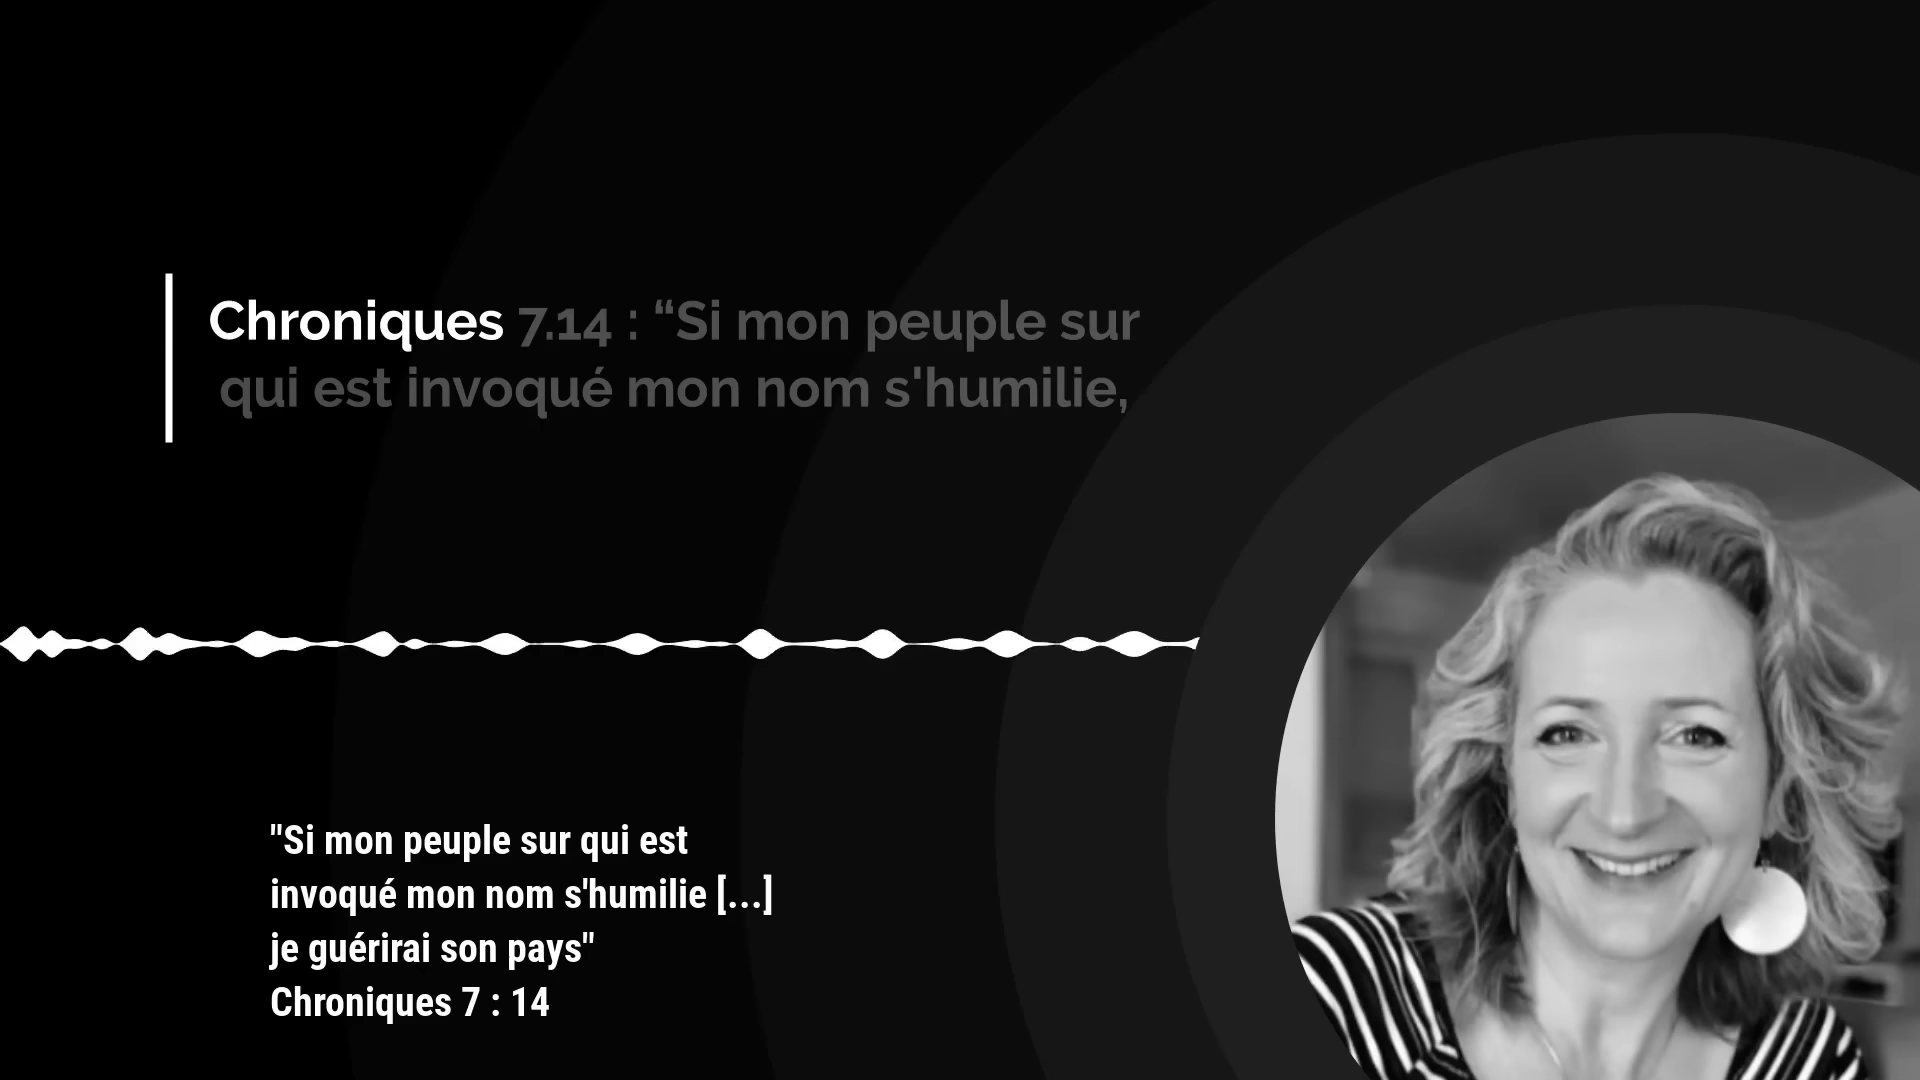 Chroniques 7.14 : “Si mon peuple sur
qui est invoqué mon nom s'humilie,
"Si mon peuple sur qui est
invoqué mon nom s'humilie [...]
je guérirai son pays"
Chroniques 7 : 14